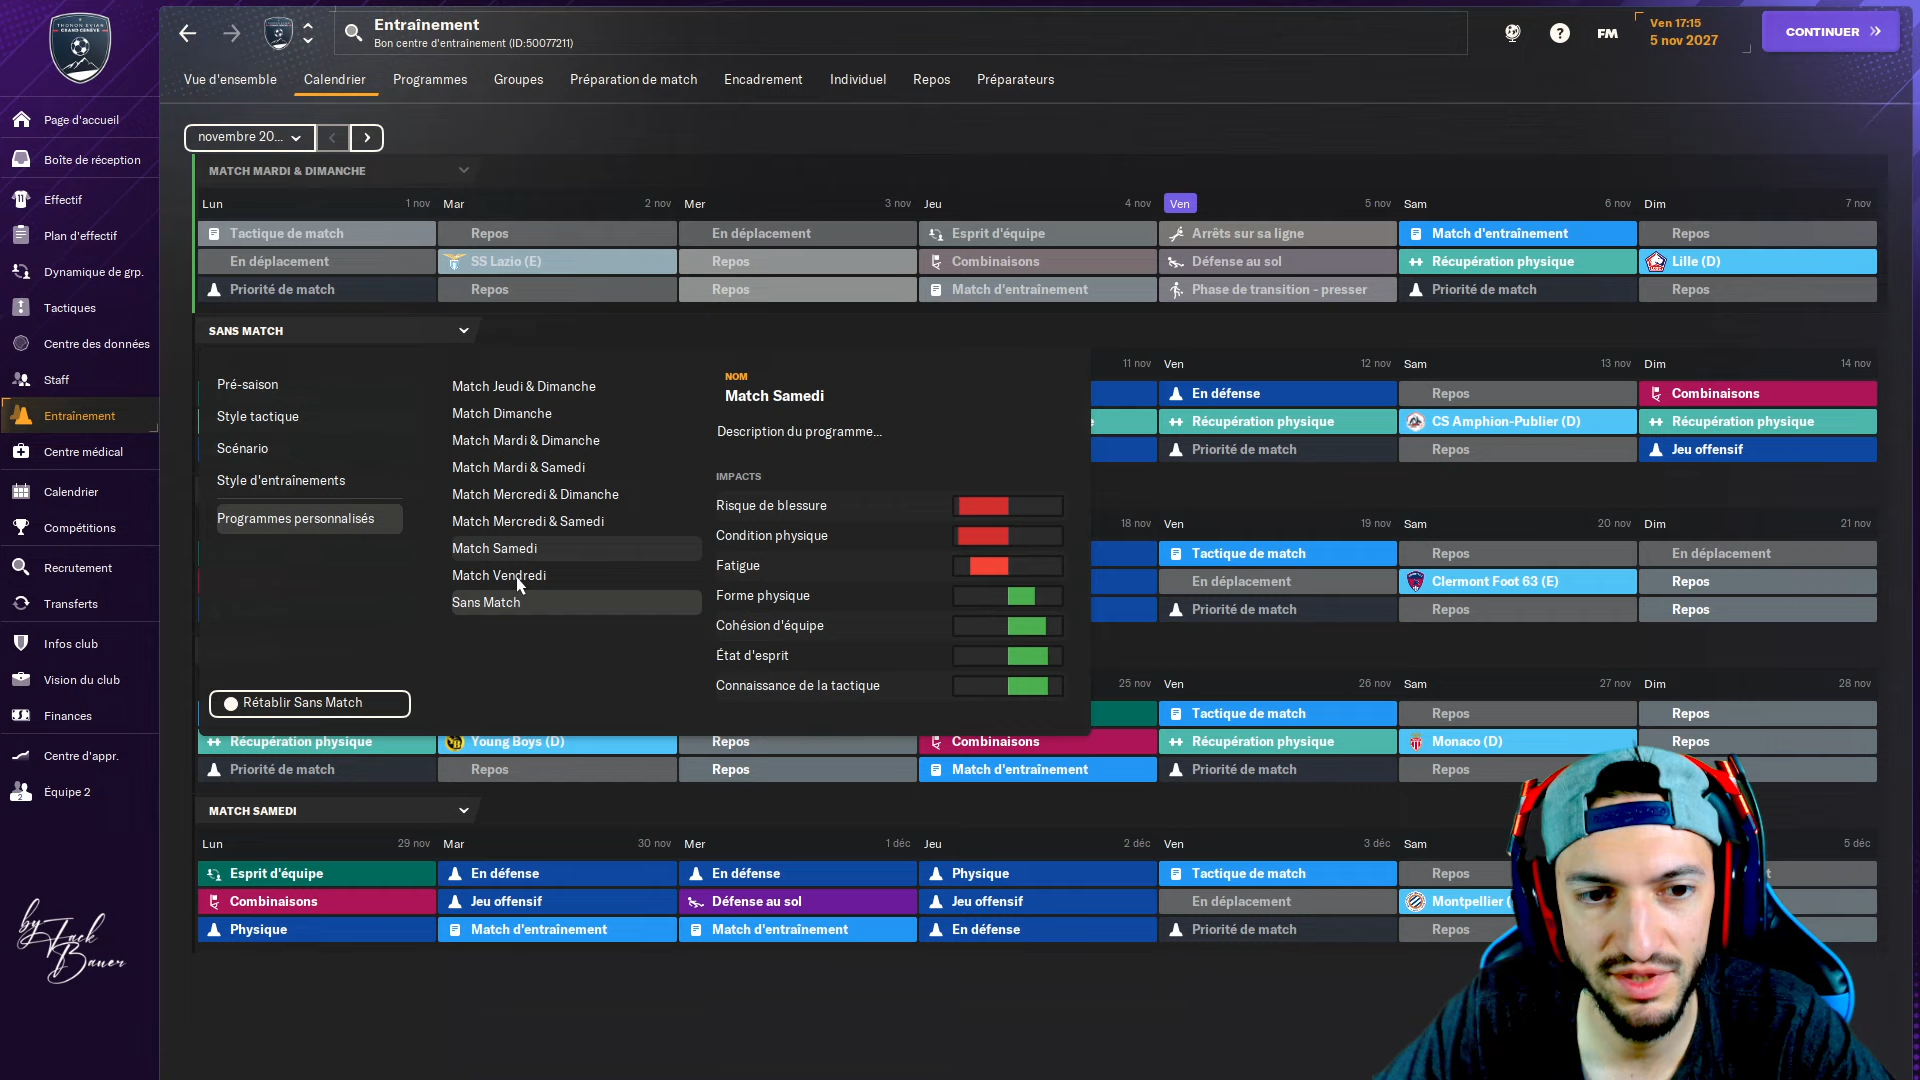 THONON EVIAN
GRAND GENÈVE
Entraînement
Bon centre d'entraînement (ID:50077211)
FM
Ven 17:15
5 nov 2027
CONTINUER
Vue d'ensemble
Calendrier
Programmes
Groupes
Préparation de match
Encadrement
Individuel
Repos
Préparateurs
Page d'accueil
Boîte de réception
Effectif
Plan d'effectif
Dynamique de grp.
Tactiques
Centre des données
Staff
Entraînement
Centre médical
Calendrier
Compétitions
Recrutement
Transferts
Infos club
Vision du club
Finances
Centre d'appr.
Équipe 2
by Jack Bauer
novembre 20...
MATCH MARDI & DIMANCHE
Lun 1 nov Mar 2 nov Mer 3 nov Jeu 4 nov Ven 5 nov Sam 6 nov Dim 7 nov
Tactique de match Repos En déplacement Esprit d'équipe Arrêts sur sa ligne Match d'entraînement Repos
En déplacement SS Lazio (E) Repos Combinaisons Défense au sol Récupération physique Lille (D)
Priorité de match Repos Repos Match d'entraînement Phase de transition - presser Priorité de match Repos
SANS MATCH
Pré-saison
Style tactique
Scénario
Style d'entraînements
Programmes personnalisés
Rétablir Sans Match
Match Jeudi & Dimanche
Match Dimanche
Match Mardi & Dimanche
Match Mardi & Samedi
Match Mercredi & Dimanche
Match Mercredi & Samedi
Match Samedi
Match Vendredi
Sans Match
NOM
Match Samedi
Description du programme...
IMPACTS
Risque de blessure
Condition physique
Fatigue
Forme physique
Cohésion d'équipe
État d'esprit
Connaissance de la tactique
11 nov Ven 12 nov Sam 13 nov Dim 14 nov
En défense Repos Combinaisons
Récupération physique CS Amphion-Publier (D) Récupération physique
Priorité de match Repos Jeu offensif
18 nov Ven 19 nov Sam 20 nov Dim 21 nov
Tactique de match Repos En déplacement
En déplacement Clermont Foot 63 (E) Repos
Priorité de match Repos Repos
25 nov Ven 26 nov Sam 27 nov Dim 28 nov
Tactique de match Repos Repos
Récupération physique Young Boys (D) Repos Combinaisons Récupération physique Monaco (D) Repos
Priorité de match Repos Repos Match d'entraînement Priorité de match Repos
MATCH SAMEDI
Lun 29 nov Mar 30 nov Mer 1 déc Jeu 2 déc Ven 3 déc Sam 5 déc
Esprit d'équipe En défense En défense Physique Tactique de match Repos
Combinaisons Jeu offensif Défense au sol Jeu offensif En déplacement Montpellier (
Physique Match d'entraînement Match d'entraînement En défense Priorité de match Repos